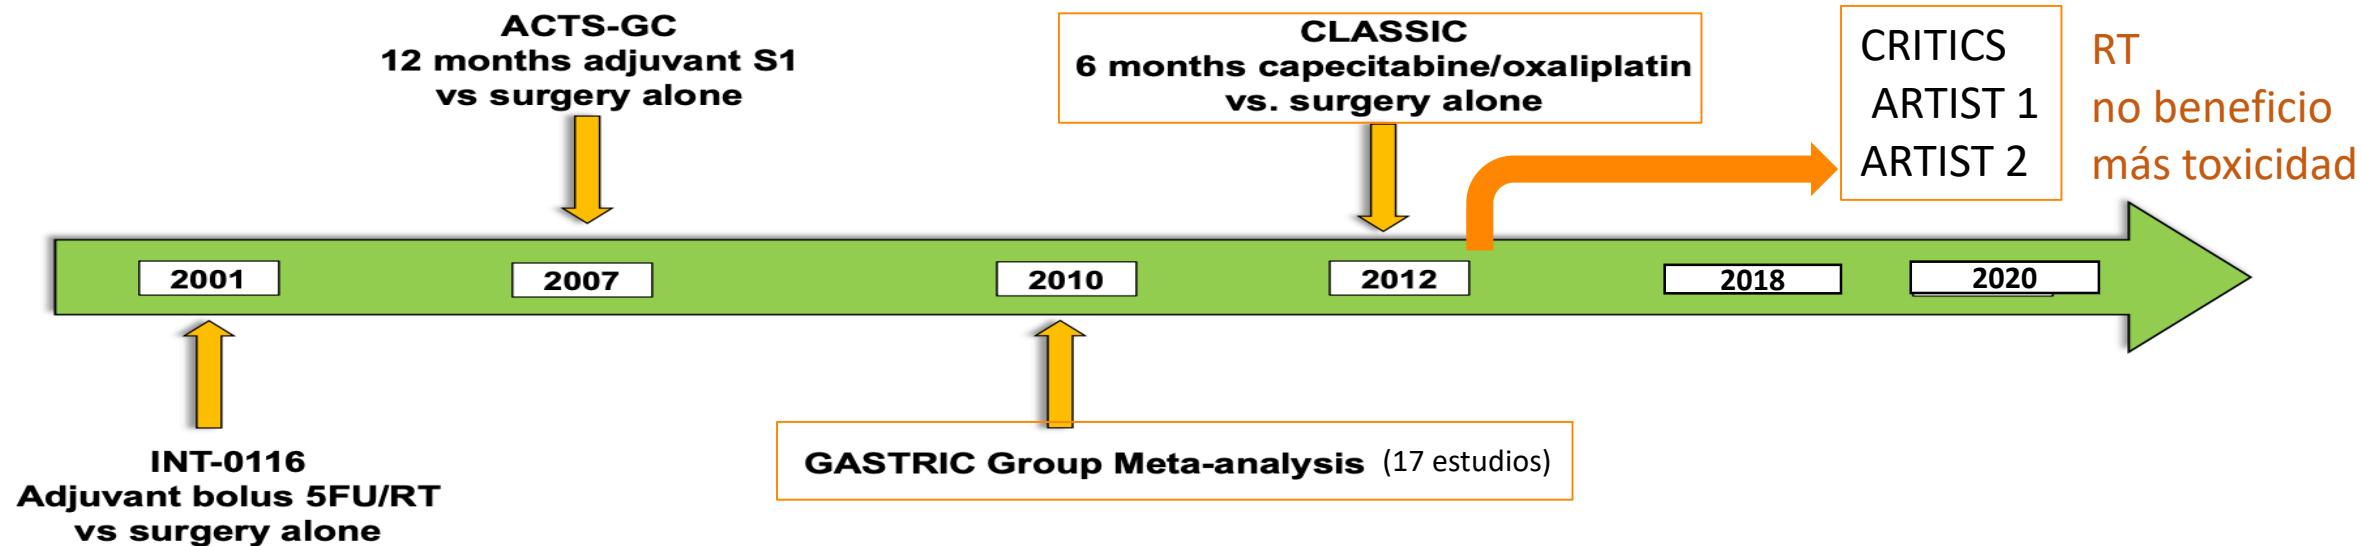 ACTS-GC
12 months adjuvant S1
vs surgery alone
CLASSIC
6 months capecitabine/oxaliplatin
vs. surgery alone
CRITICS
ARTIST 1
ARTIST 2
RT
no beneficio
más toxicidad
2001
2007
2010
2012
2018
2020
INT-0116
Adjuvant bolus 5FU/RT
vs surgery alone
GASTRIC Group Meta-analysis (17 estudios)